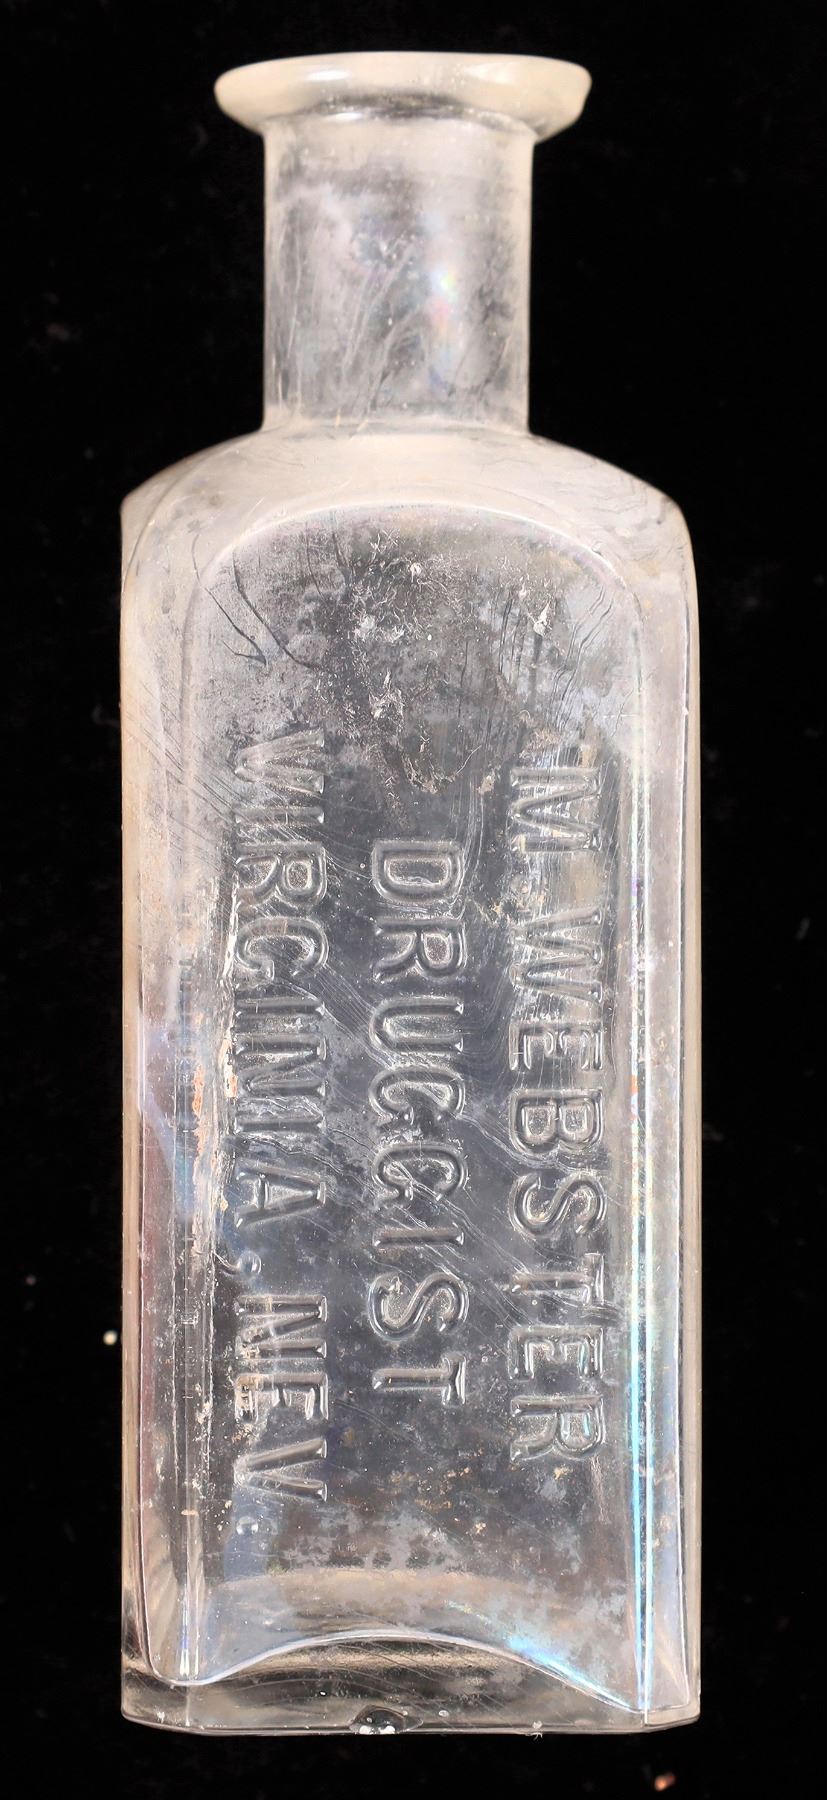 M. WEBSTER
DRUGGIST
VIRGINIA, NEV.